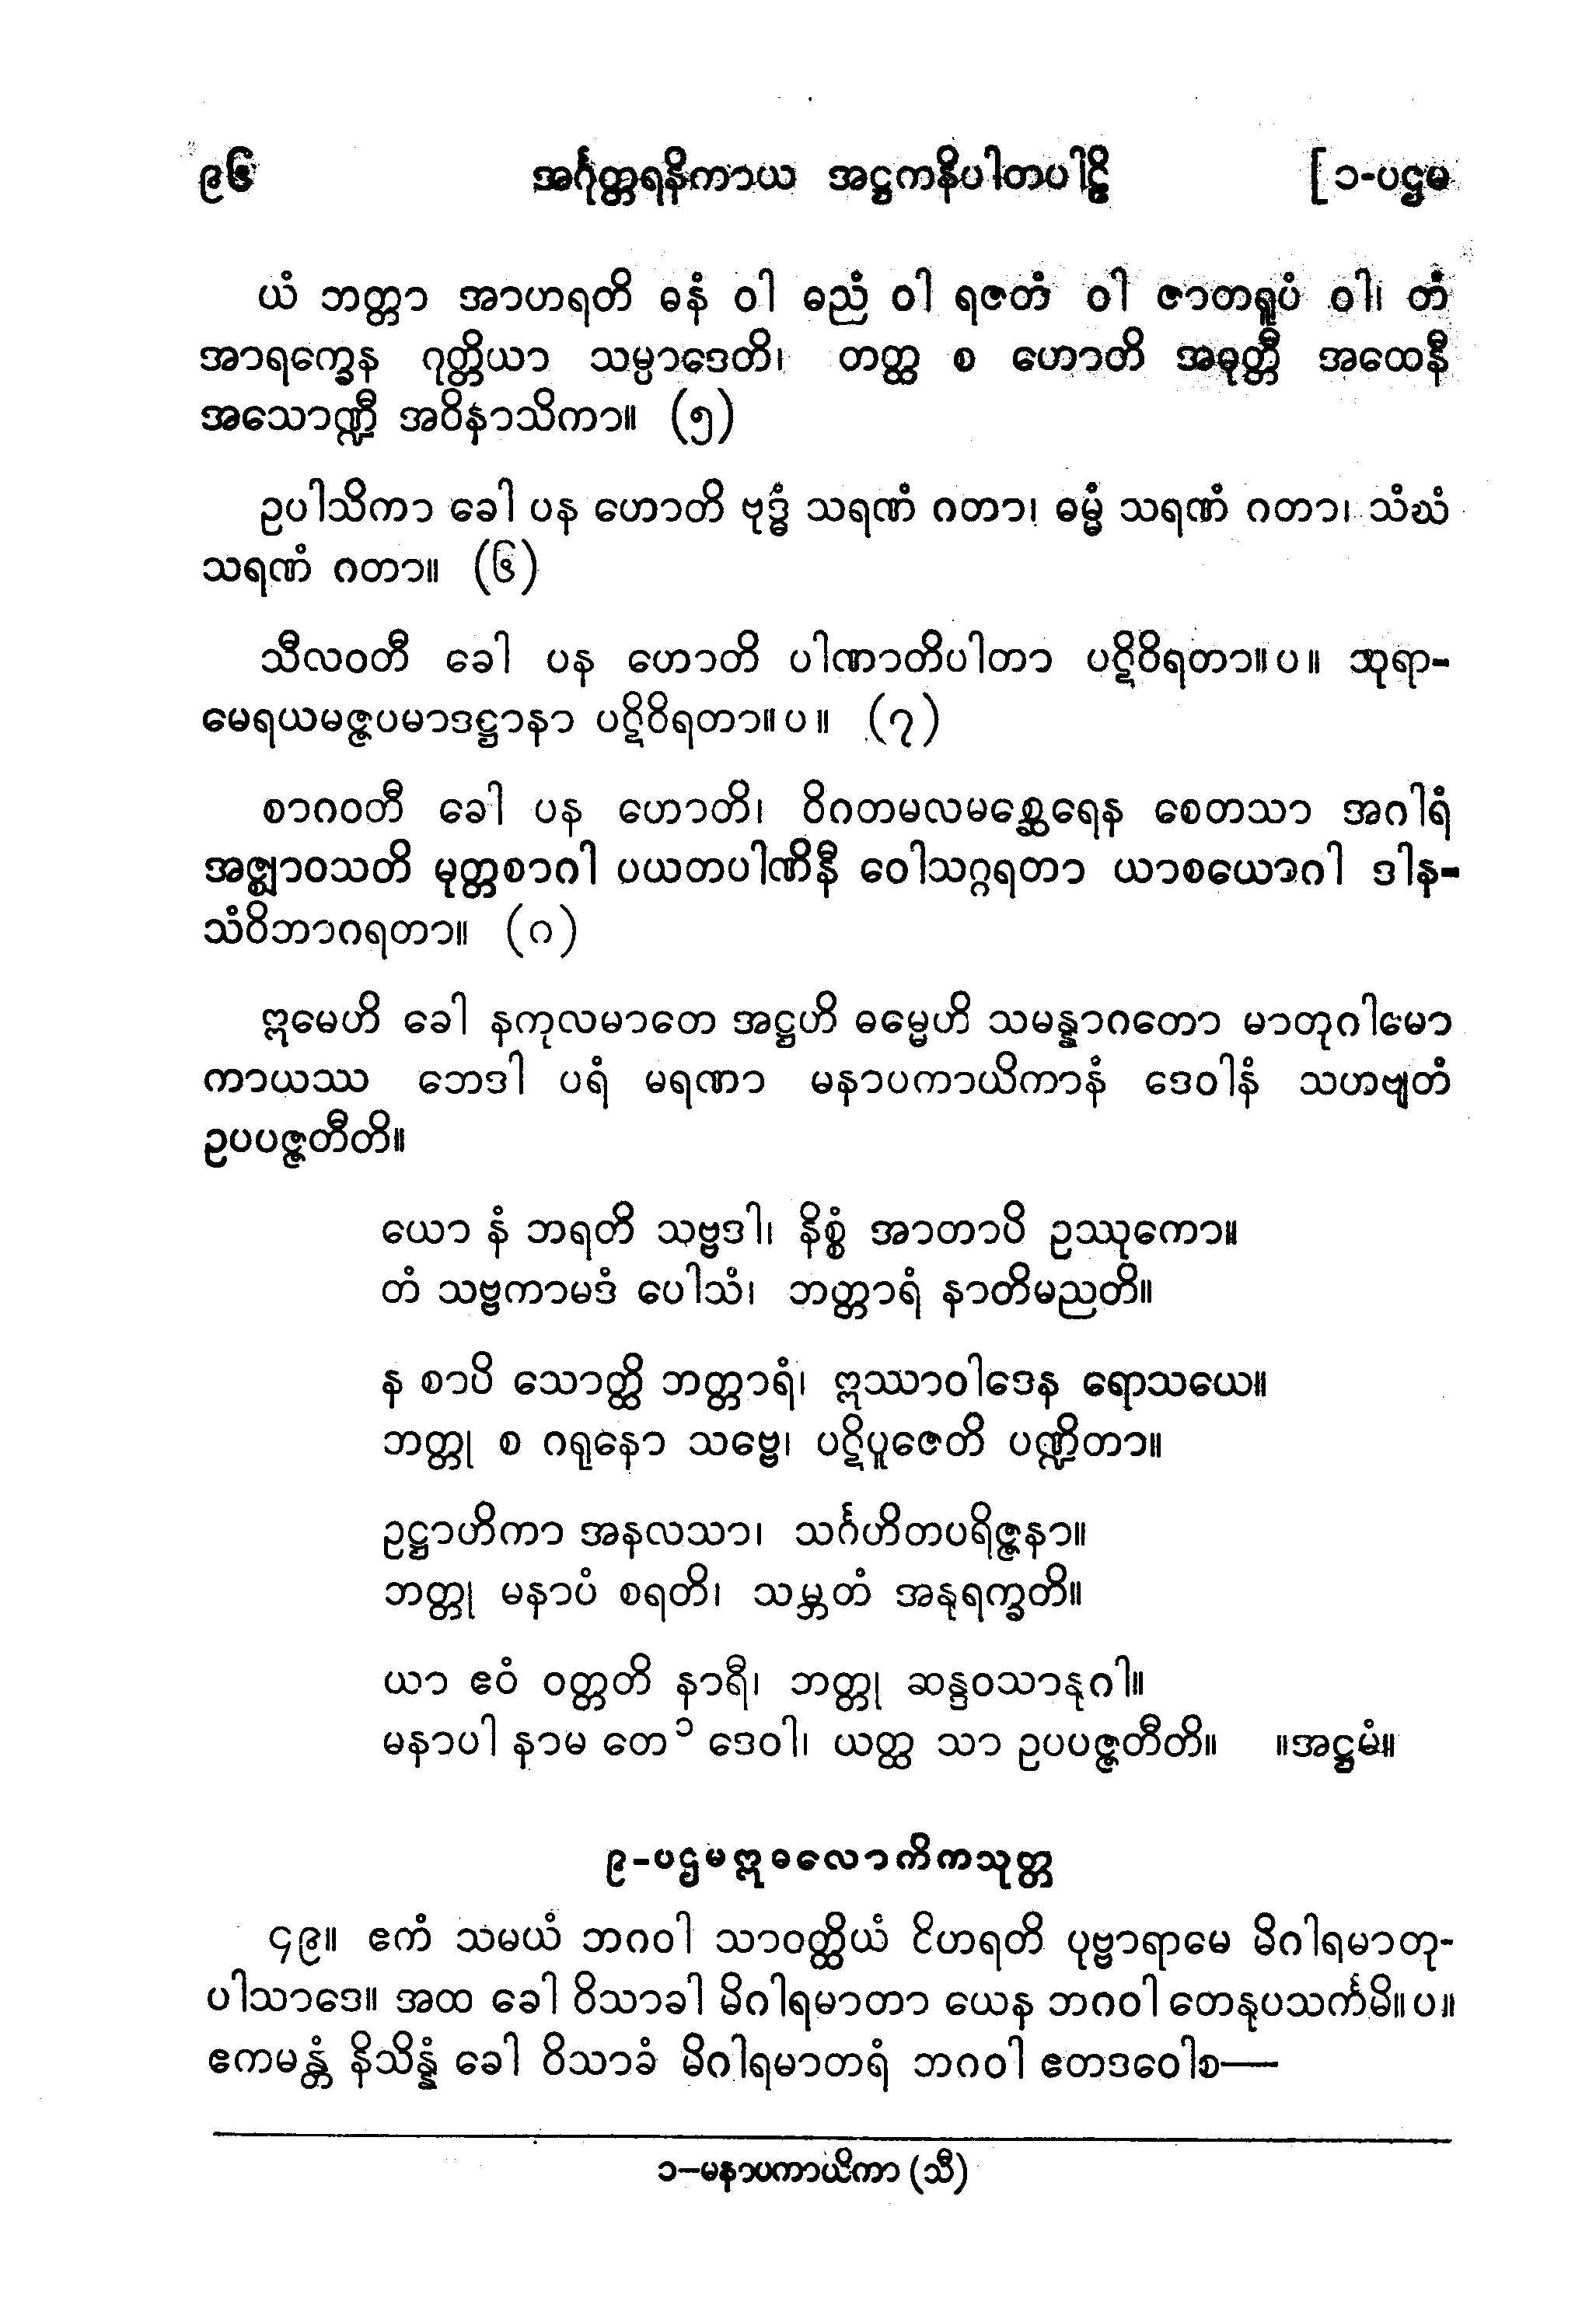 ၉၆ အင်္ဂုတ္တရနိကာယ အဋ္ဌကနိပါတပါဠိ [ ၁-ပဌမ
ယံ ဘတ္တာ အာဟရတိ ဓနံ ဝါ ဓညံ ဝါ ရဇတံ ဝါ ဇာတရူပံ ဝါ၊ တံ
အာရက္ခေန ဂုတ္တိယာ သမ္ပာဒေတိ၊ တတ္ထ စ ဟောတိ အဓုတ္တီ အထေနီ
အသောဏ္ဍီ အဝိနာသိကာ။ (၅)
ဥပါသိကာ ခေါ ပန ဟောတိ ဗုဒ္ဓံ သရဏံ ဂတာ၊ ဓမ္မံ သရဏံ ဂတာ၊ သံဃံ
သရဏံ ဂတာ။ (၆)
သီလဝတီ ခေါ ပန ဟောတိ ပါဏာတိပါတာ ပဋိဝိရတာ။ပ။ သုရာ-
မေရယမဇ္ဇပမာဒဋ္ဌာနာ ပဋိဝိရတာ။ပ။ (၇)
စာဂဝတီ ခေါ ပန ဟောတိ၊ ဝိဂတမလမစ္ဆေရေန စေတသာ အဂါရံ
အဇ္ဈာဝသတိ မုတ္တစာဂါ ပယတပါဏိနီ ဝေါသဂ္ဂရတာ ယာစယောဂါ ဒါန-
သံဝိဘာဂရတာ။ (၈)
ဣမေဟိ ခေါ နကုလမာတေ အဋ္ဌဟိ ဓမ္မေဟိ သမန္နာဂတော မာတုဂါမော
ကာယဿ ဘေဒါ ပရံ မရဏာ မနာပကာယိကာနံ ဒေဝါနံ သဟဗျတံ
ဥပပဇ္ဇတီတိ။
ယော နံ ဘရတိ သဗ္ဗဒါ၊ နိစ္စံ အာတာပိ ဥဿုကော။
တံ သဗ္ဗကာမဒံ ပေါသံ၊ ဘတ္တာရံ နာတိမညတိ။
န စာပိ သောတ္ထိ ဘတ္တာရံ၊ ဣဿာဝါဒေန ရောသယေ။
ဘတ္တု စ ဂရုနော သဗ္ဗေ၊ ပဋိပူဇေတိ ပဏ္ဍိတာ။
ဥဋ္ဌာဟိကာ အနလသာ၊ သင်္ဂဟိတပရိဇ္ဇနာ။
ဘတ္တု မနာပံ စရတိ၊ သမ္ဘတံ အနုရက္ခတိ။
ယာ ဧဝံ ဝတ္တတိ နာရီ၊ ဘတ္တု ဆန္ဒဝသာနုဂါ။
မနာပါ နာမ တေ ၁ ဒေဝါ၊ ယတ္ထ သာ ဥပပဇ္ဇတီတိ။ ။အဋ္ဌမံ။
၉-ပဌမဣဓလောကိကသုတ္တ
၄၉။ ဧကံ သမယံ ဘဂဝါ သာဝတ္ထိယံ ဝိဟရတိ ပုဗ္ဗာရာမေ မိဂါရမာတု-
ပါသာဒေ။ အထ ခေါ ဝိသာခါ မိဂါရမာတာ ယေန ဘဂဝါ တေနုပသင်္ကမိ။ပ။
ဧကမန္တံ နိသိန္နံ ခေါ ဝိသာခံ မိဂါရမာတရံ ဘဂဝါ ဧတဒဝေါစ—
၁–မနာပကာယိကာ (သီ)